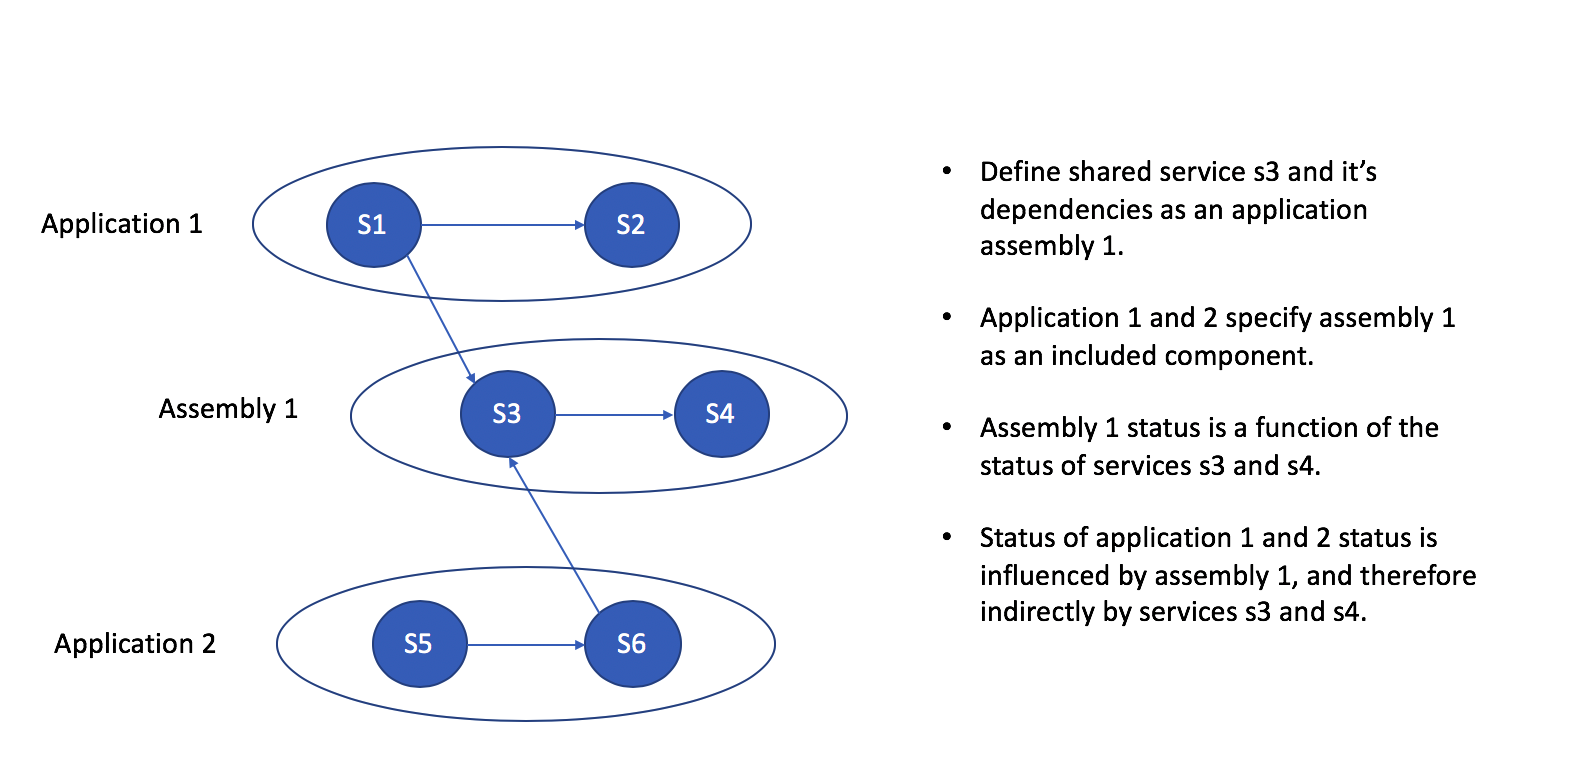 Application 1
S1
S2
Assembly 1
S3
S4
Application 2
S5
S6
• Define shared service s3 and it’s
dependencies as an application
assembly 1.
• Application 1 and 2 specify assembly 1
as an included component.
• Assembly 1 status is a function of the
status of services s3 and s4.
• Status of application 1 and 2 status is
influenced by assembly 1, and therefore
indirectly by services s3 and s4.